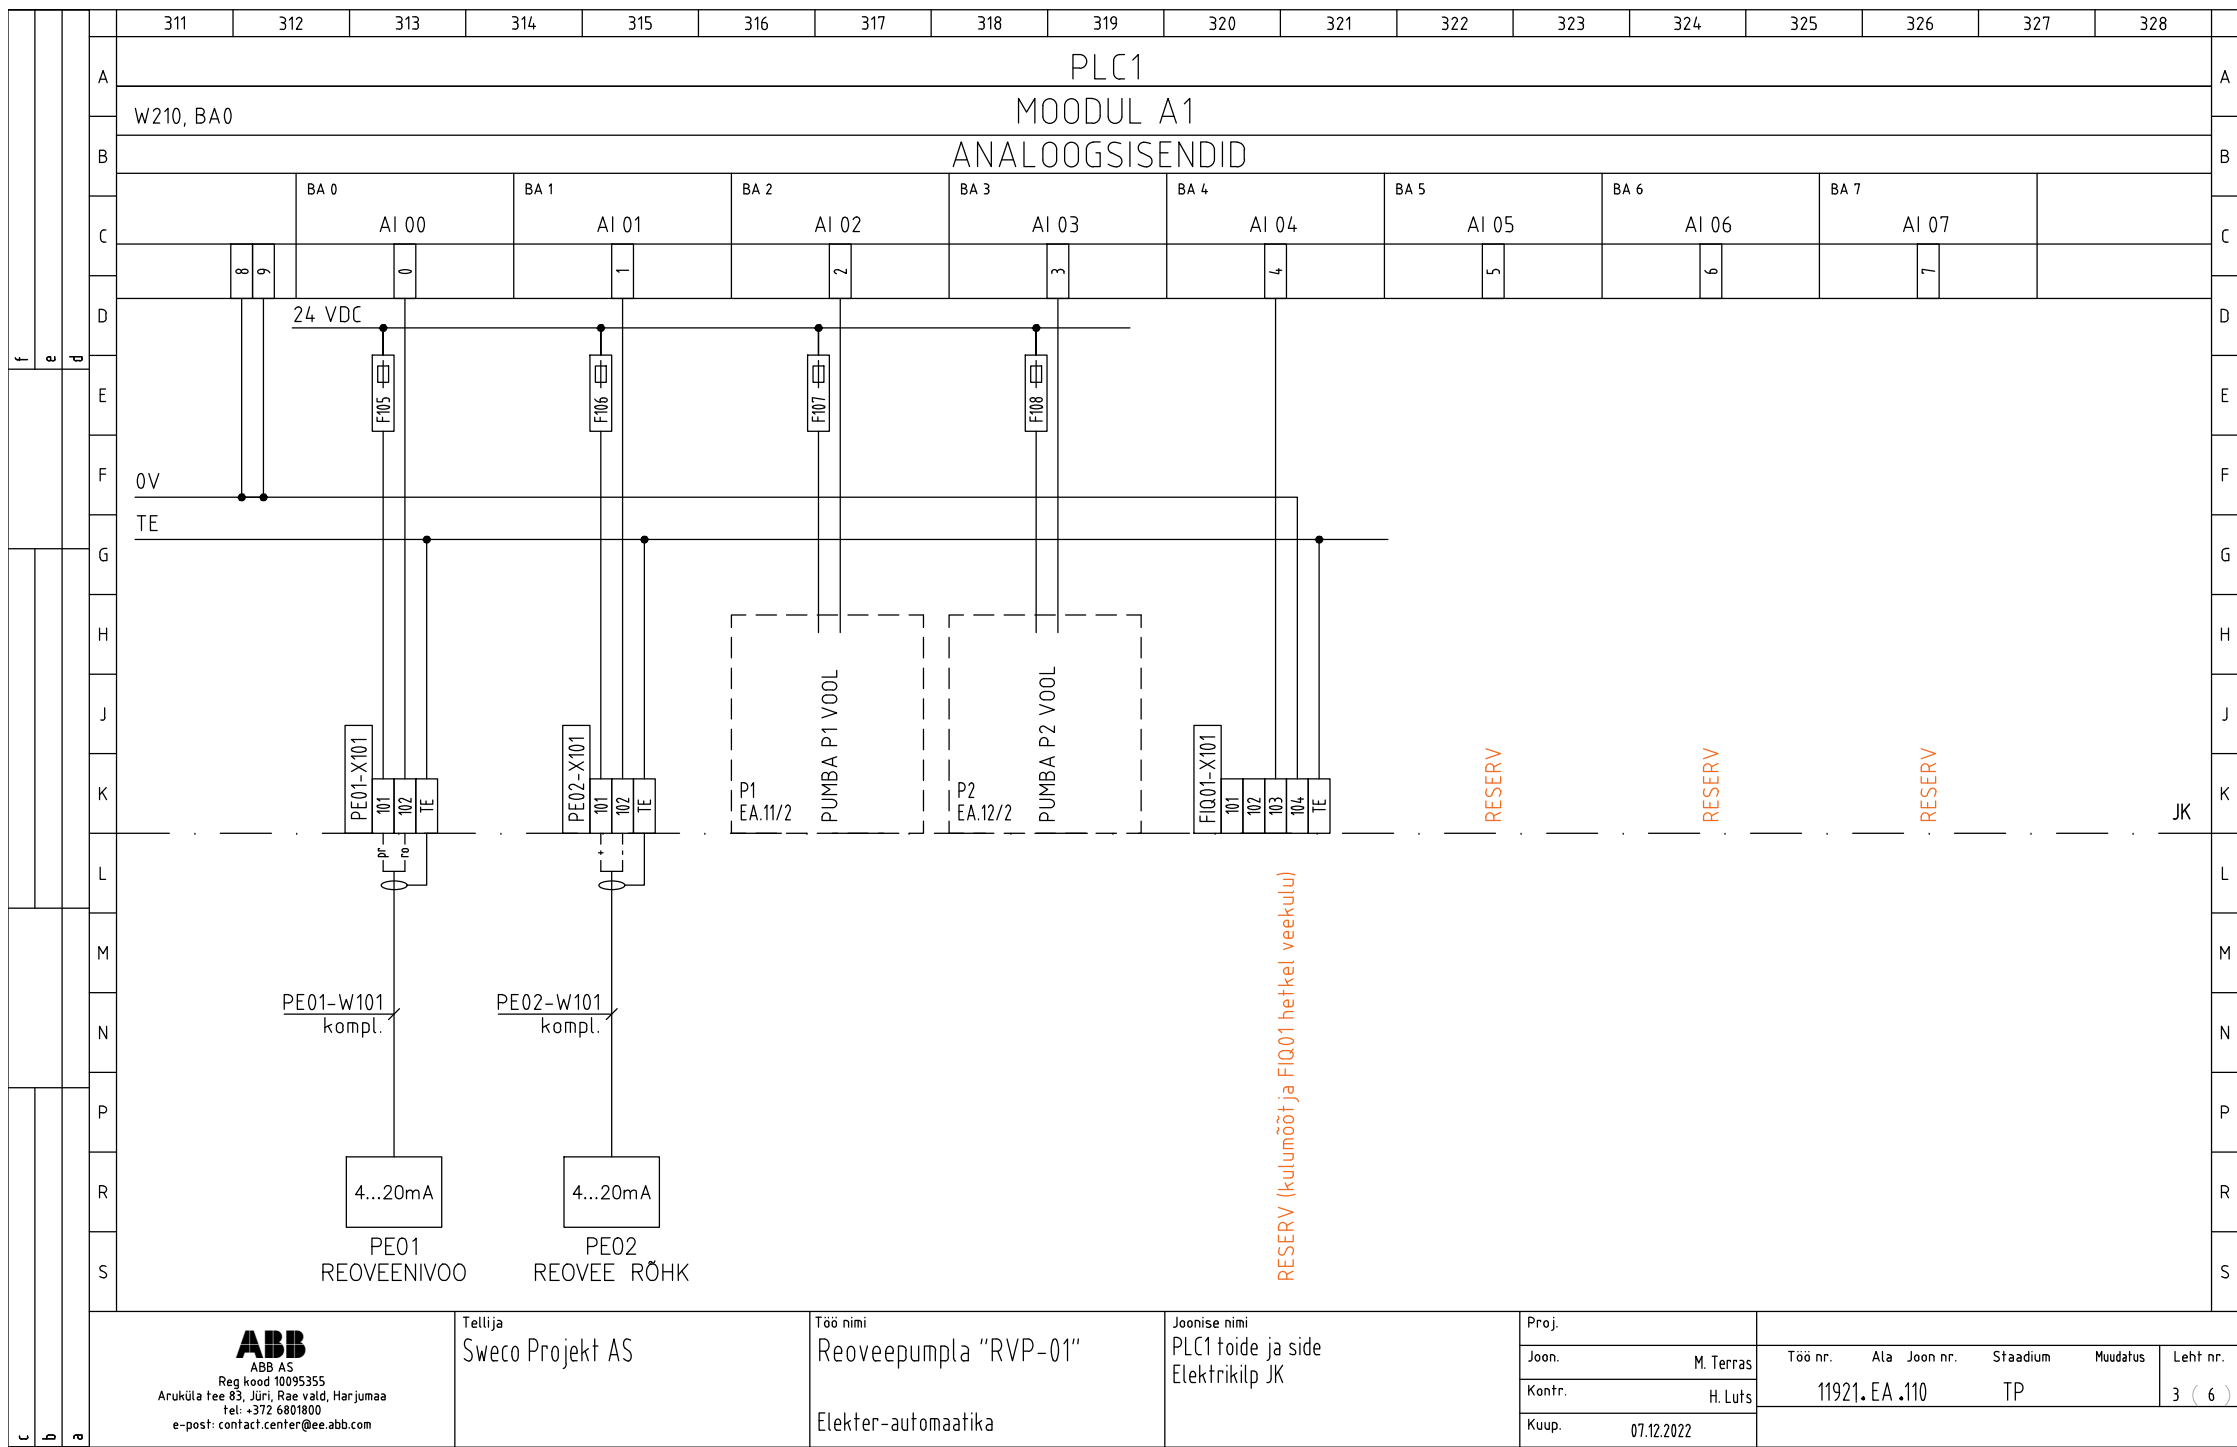 311 312 313 314 315 316 317 318 319 320 321 322 323 324 325 326 327 328
A PLC1 A
W210, BA0 MOODUL A1
B ANALOOGSISENDID B
BA 0 BA 1 BA 2 BA 3 BA 4 BA 5 BA 6 BA 7
C AI 00 AI 01 AI 02 AI 03 AI 04 AI 05 AI 06 AI 07 C
8 9 0 1 2 3 4 5 6 7
D 24 VDC D
f e d
E F105 F106 F107 F108 E
F 0V F
TE
G G
H H
J J
PUMBA P1 VOOL
PUMBA P2 VOOL
K K
PE01-X101 101 102 TE
PE02-X101 101 102 TE
P1
EA.11/2
P2
EA.12/2
FIQ01-X101 101 102 103 104 TE
RESERV
RESERV
RESERV
JK
pr ro + -
L L
M M
RESERV (kulumõõt ja FIQ01 hetkel veekulu)
PE01-W101
kompl.
PE02-W101
kompl.
N N
P P
R 4...20mA 4...20mA R
PE01
REOVEENIVOO
PE02
REOVEE RÕHK
S S
c b a
ABB
ABB AS
Reg kood 10095355
Aruküla tee 83, Jüri, Rae vald, Harjumaa
tel: +372 6801800
e-post: contact.center@ee.abb.com
Tellija
Sweco Projekt AS
Töö nimi
Reoveepumpla "RVP-01"
Elekter-automaatika
Joonise nimi
PLC1 toide ja side
Elektrikilp JK
Proj.
Joon. M. Terras
Kontr. H. Luts
Kuup. 07.12.2022
Töö nr. Ala Joon nr. Staadium Muudatus Leht nr.
11921.EA.110 TP 3 ( 6 )